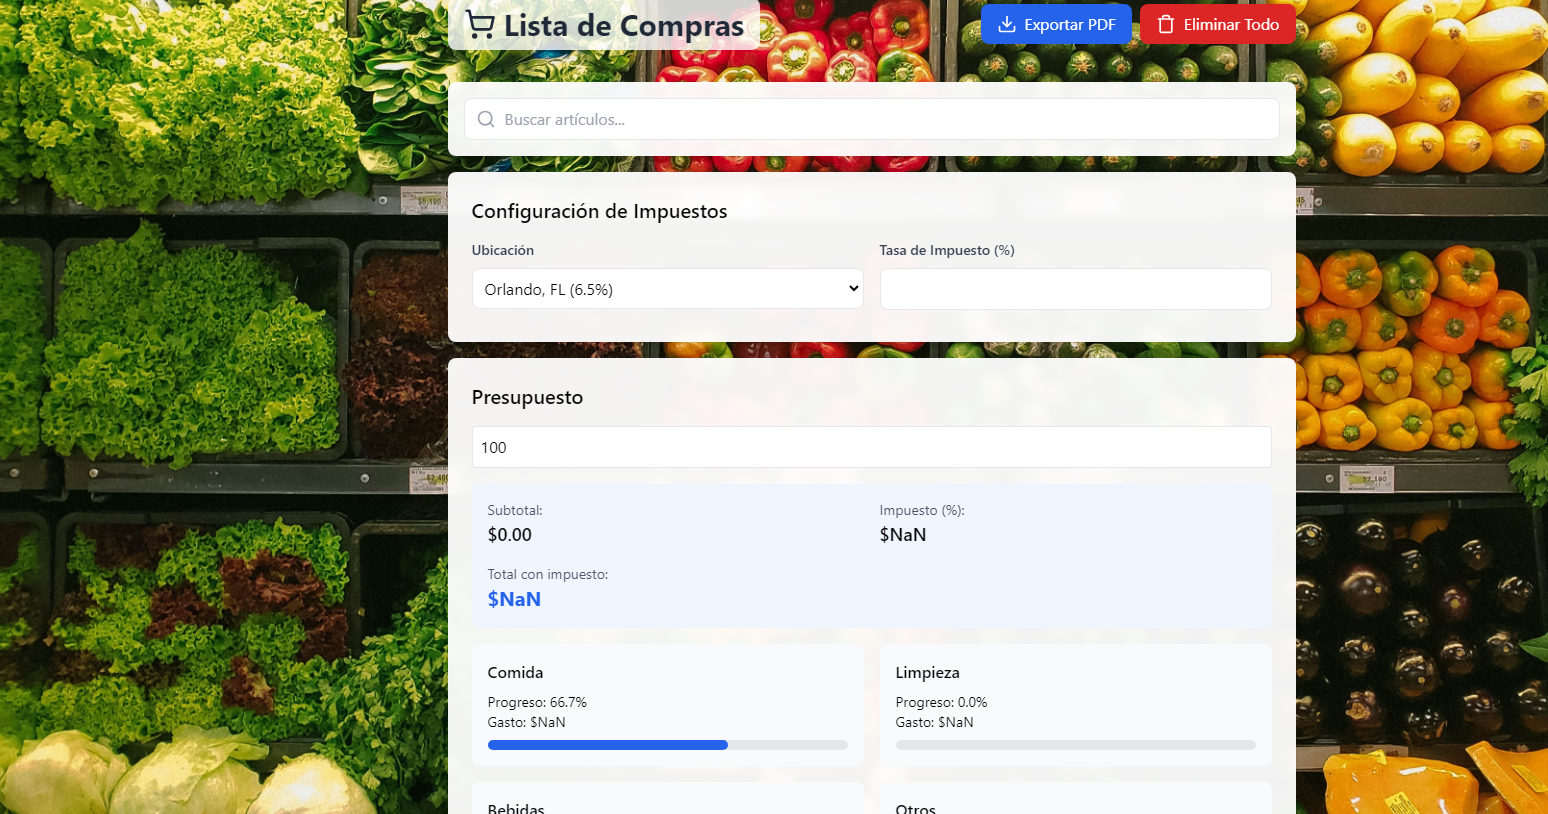 Lista de Compras
Exportar PDF
Eliminar Todo
Buscar artículos...
Configuración de Impuestos
Ubicación
Tasa de Impuesto (%)
Orlando, FL (6.5%)
Presupuesto
100
Subtotal:
Impuesto (%):
$0.00
$NaN
Total con impuesto:
$NaN
Comida
Limpieza
Progreso: 66.7%
Progreso: 0.0%
Gasto: $NaN
Gasto: $NaN
Bebidas
Otros